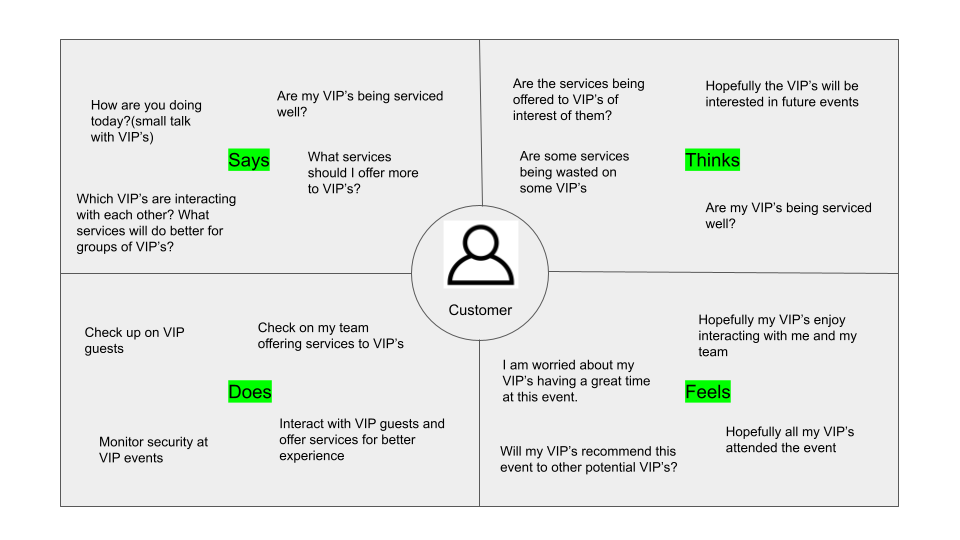 How are you doing
today?(small talk
with VIP's)
Are my VIP's being serviced
well?
Says
What services
should I offer more
to VIP's?
Which VIP's are interacting
with each other? What
services will do better for
groups of VIP's?
Are the services being
offered to VIP's of
interest of them?
Hopefully the VIP's will be
interested in future events
Are some services
being wasted on
some VIP's
Thinks
Are my VIP's being serviced
well?
Customer
Check up on VIP
guests
Check on my team
offering services to VIP's
Does
Monitor security at
VIP events
Interact with VIP guests and
offer services for better
experience
Hopefully my VIP's enjoy
interacting with me and my
team
I am worried about my
VIP's having a great time
at this event.
Feels
Hopefully all my VIP's
attended the event
Will my VIP's recommend this
event to other potential VIP's?